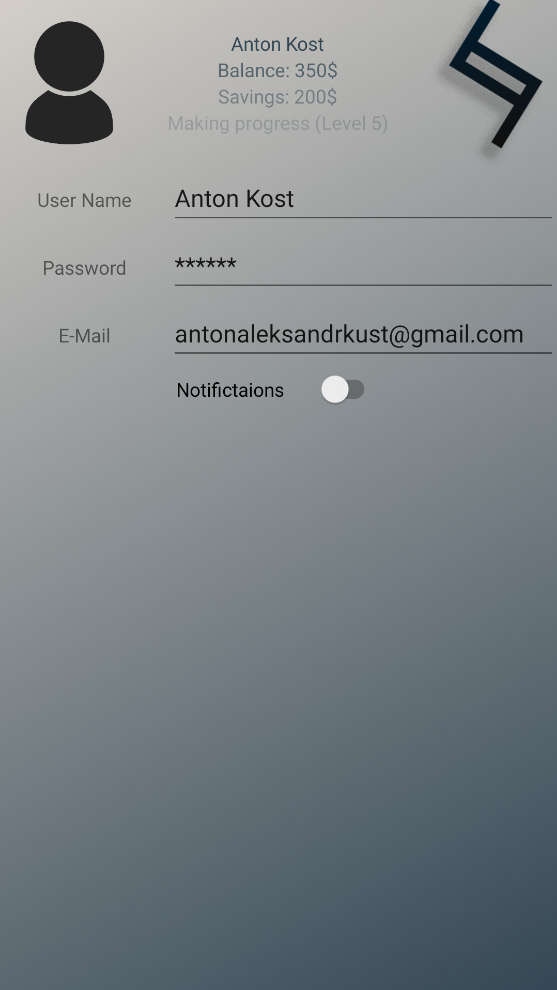 Anton Kost
Balance: 350$
Savings: 200$
Making progress (Level 5)
User Name Anton Kost
Password ******
E-Mail antonaleksandrkust@gmail.com
Notifictaions